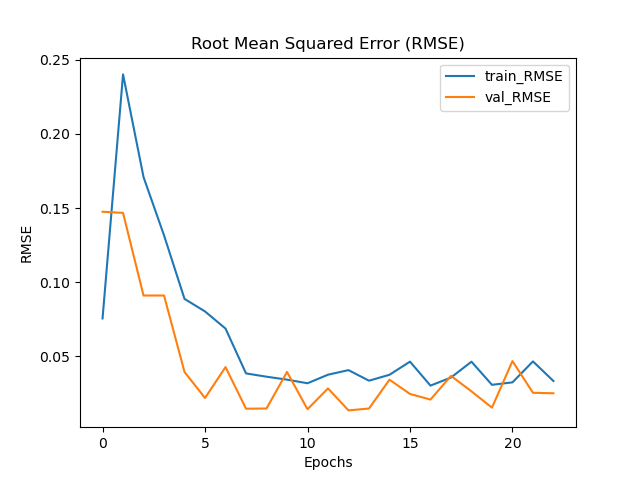 Root Mean Squared Error (RMSE)
train_RMSE
val_RMSE
RMSE
0.25
0.20
0.15
0.10
0.05
0 5 10 15 20
Epochs